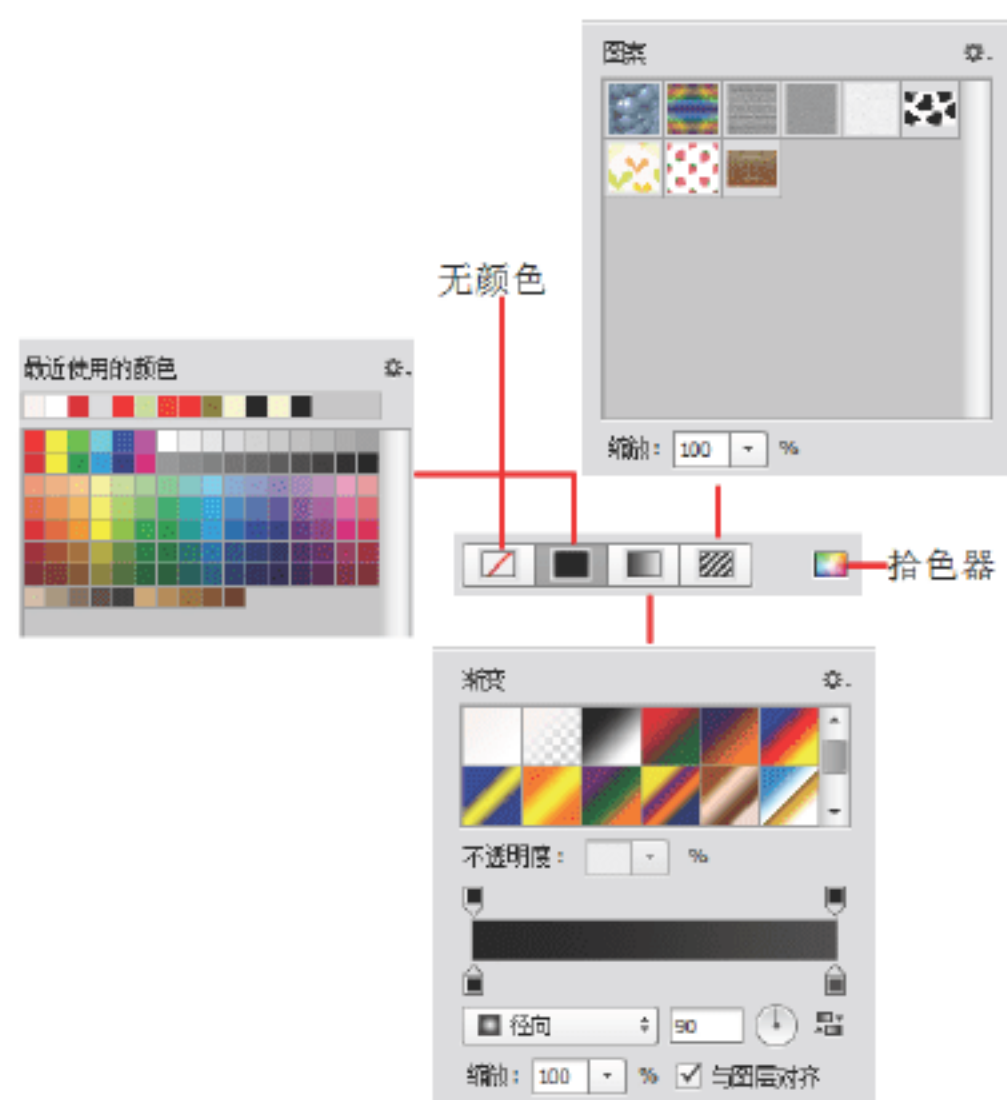 图案
缩放： 100 %
无颜色
最近使用的颜色
拾色器
渐变
不透明度： %
径向 90
缩放： 100 % 与图层对齐